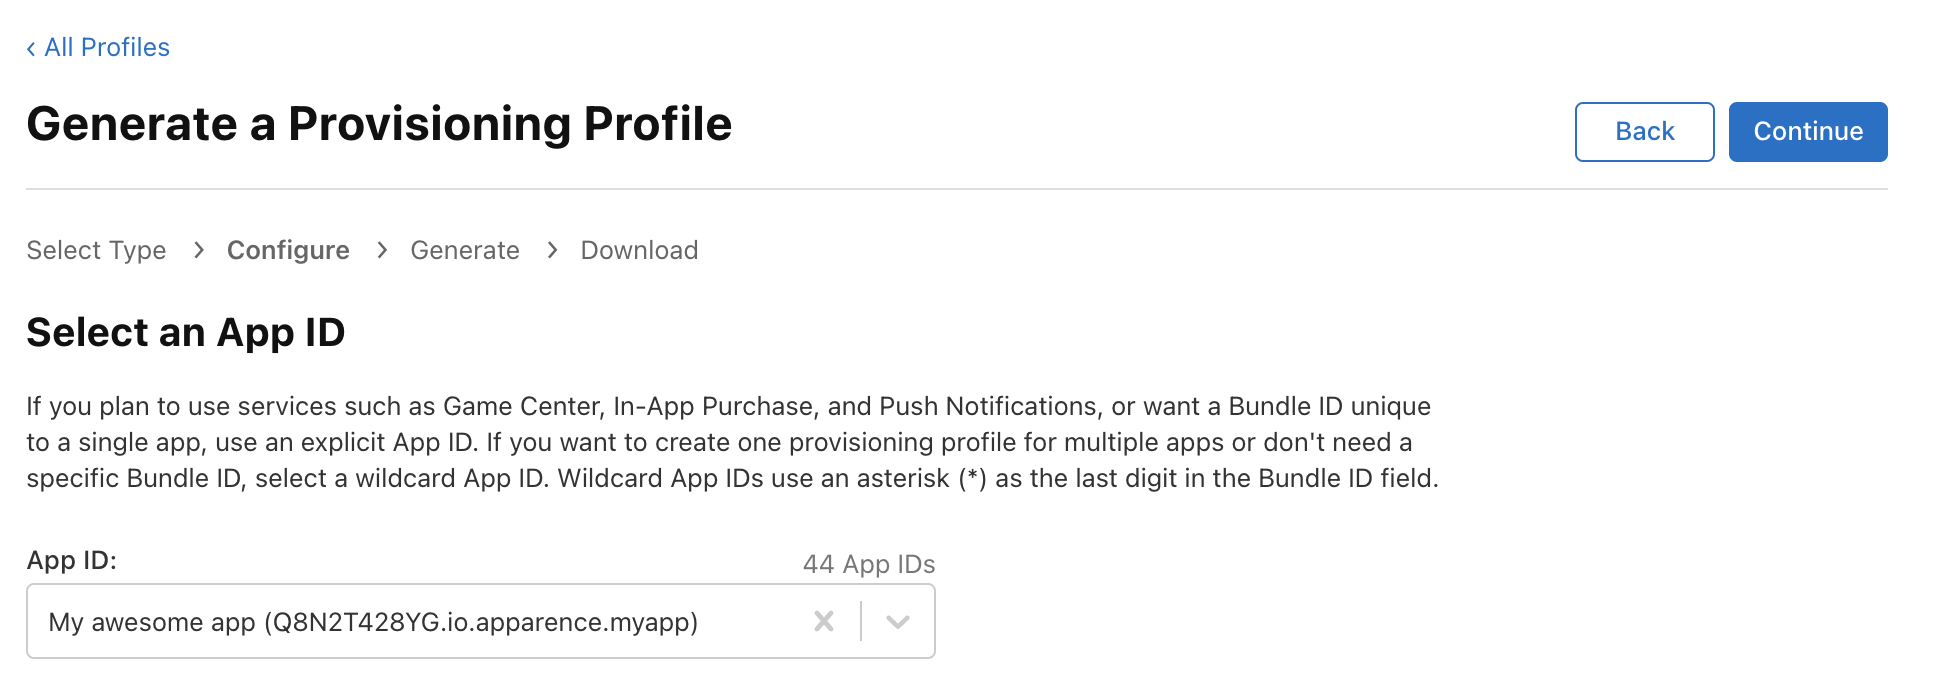 ‹ All Profiles
Generate a Provisioning Profile
Back
Continue
Select Type > Configure > Generate > Download
Select an App ID
If you plan to use services such as Game Center, In-App Purchase, and Push Notifications, or want a Bundle ID unique
to a single app, use an explicit App ID. If you want to create one provisioning profile for multiple apps or don't need a
specific Bundle ID, select a wildcard App ID. Wildcard App IDs use an asterisk (*) as the last digit in the Bundle ID field.
App ID:
44 App IDs
My awesome app (Q8N2T428YG.io.apparence.myapp)